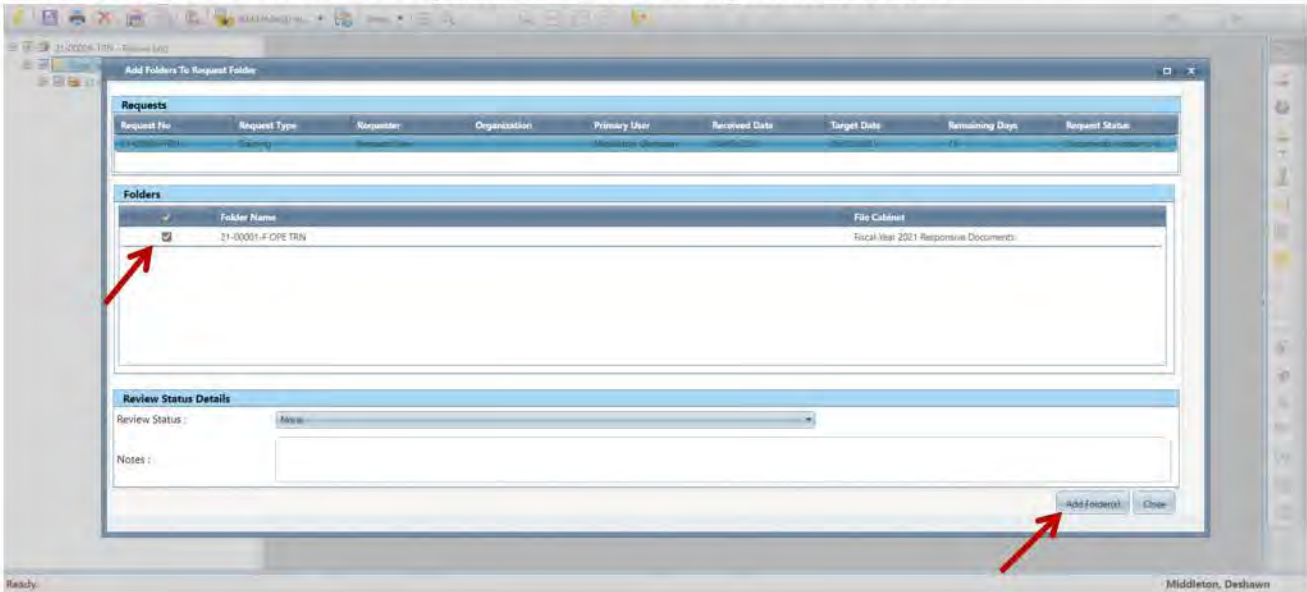 Add Folders To Request Folder
Requests
Request No Request Type Requester Organization Primary User Received Date Target Date Remaining Days Request Status
Training
Folders
Folder Name File Cabinet
21-00001-F OPE TRN Fiscal Year 2021 Responsive Documents
Review Status Details
Review Status : None
Notes :
Add Folder(s) Close
Ready. Middleton, Deshawn